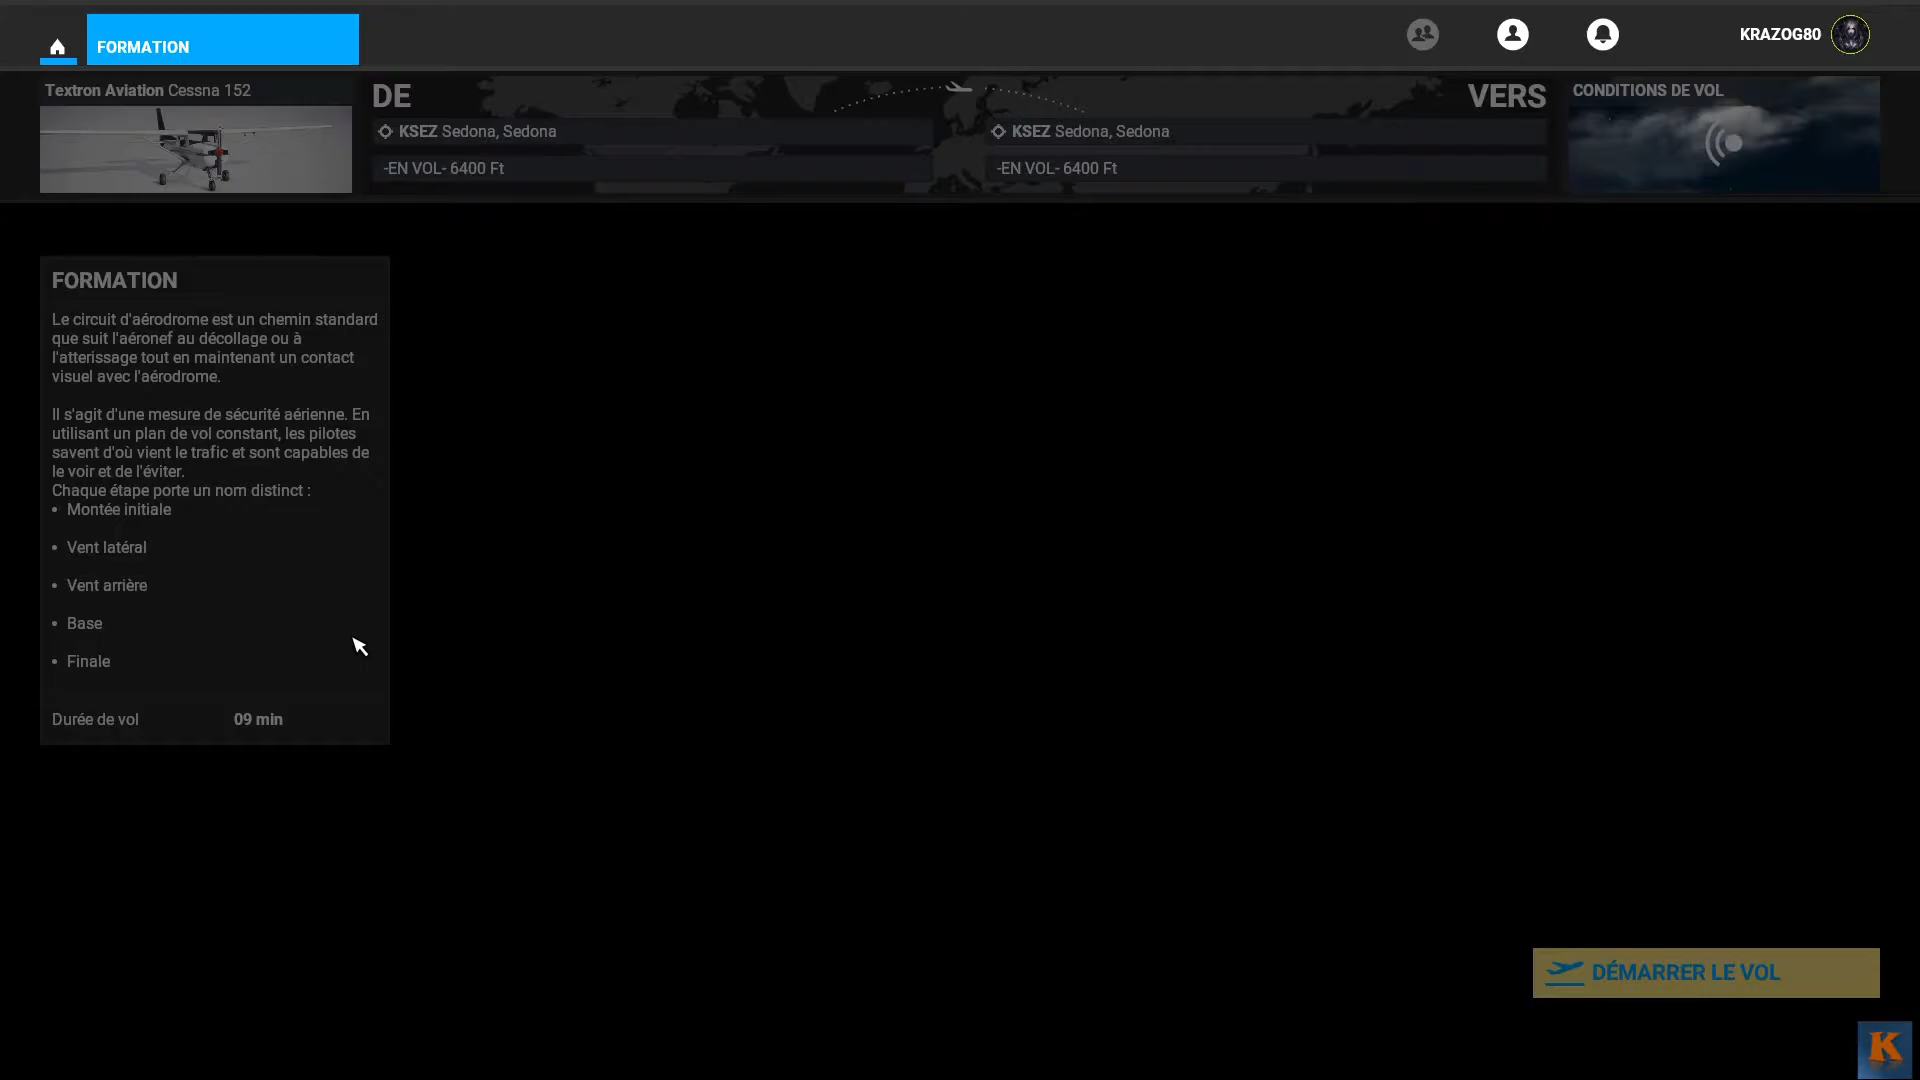 FORMATION
KRAZOG80
Textron Aviation Cessna 152
DE
VERS
CONDITIONS DE VOL
KSEZ Sedona, Sedona
KSEZ Sedona, Sedona
-EN VOL- 6400 Ft
-EN VOL- 6400 Ft
FORMATION
Le circuit d'aérodrome est un chemin standard
que suit l'aéronef au décollage ou à
l'atterissage tout en maintenant un contact
visuel avec l'aérodrome.
Il s'agit d'une mesure de sécurité aérienne. En
utilisant un plan de vol constant, les pilotes
savent d'où vient le trafic et sont capables de
le voir et de l'éviter.
Chaque étape porte un nom distinct :
• Montée initiale
• Vent latéral
• Vent arrière
• Base
• Finale
Durée de vol 09 min
DÉMARRER LE VOL
K